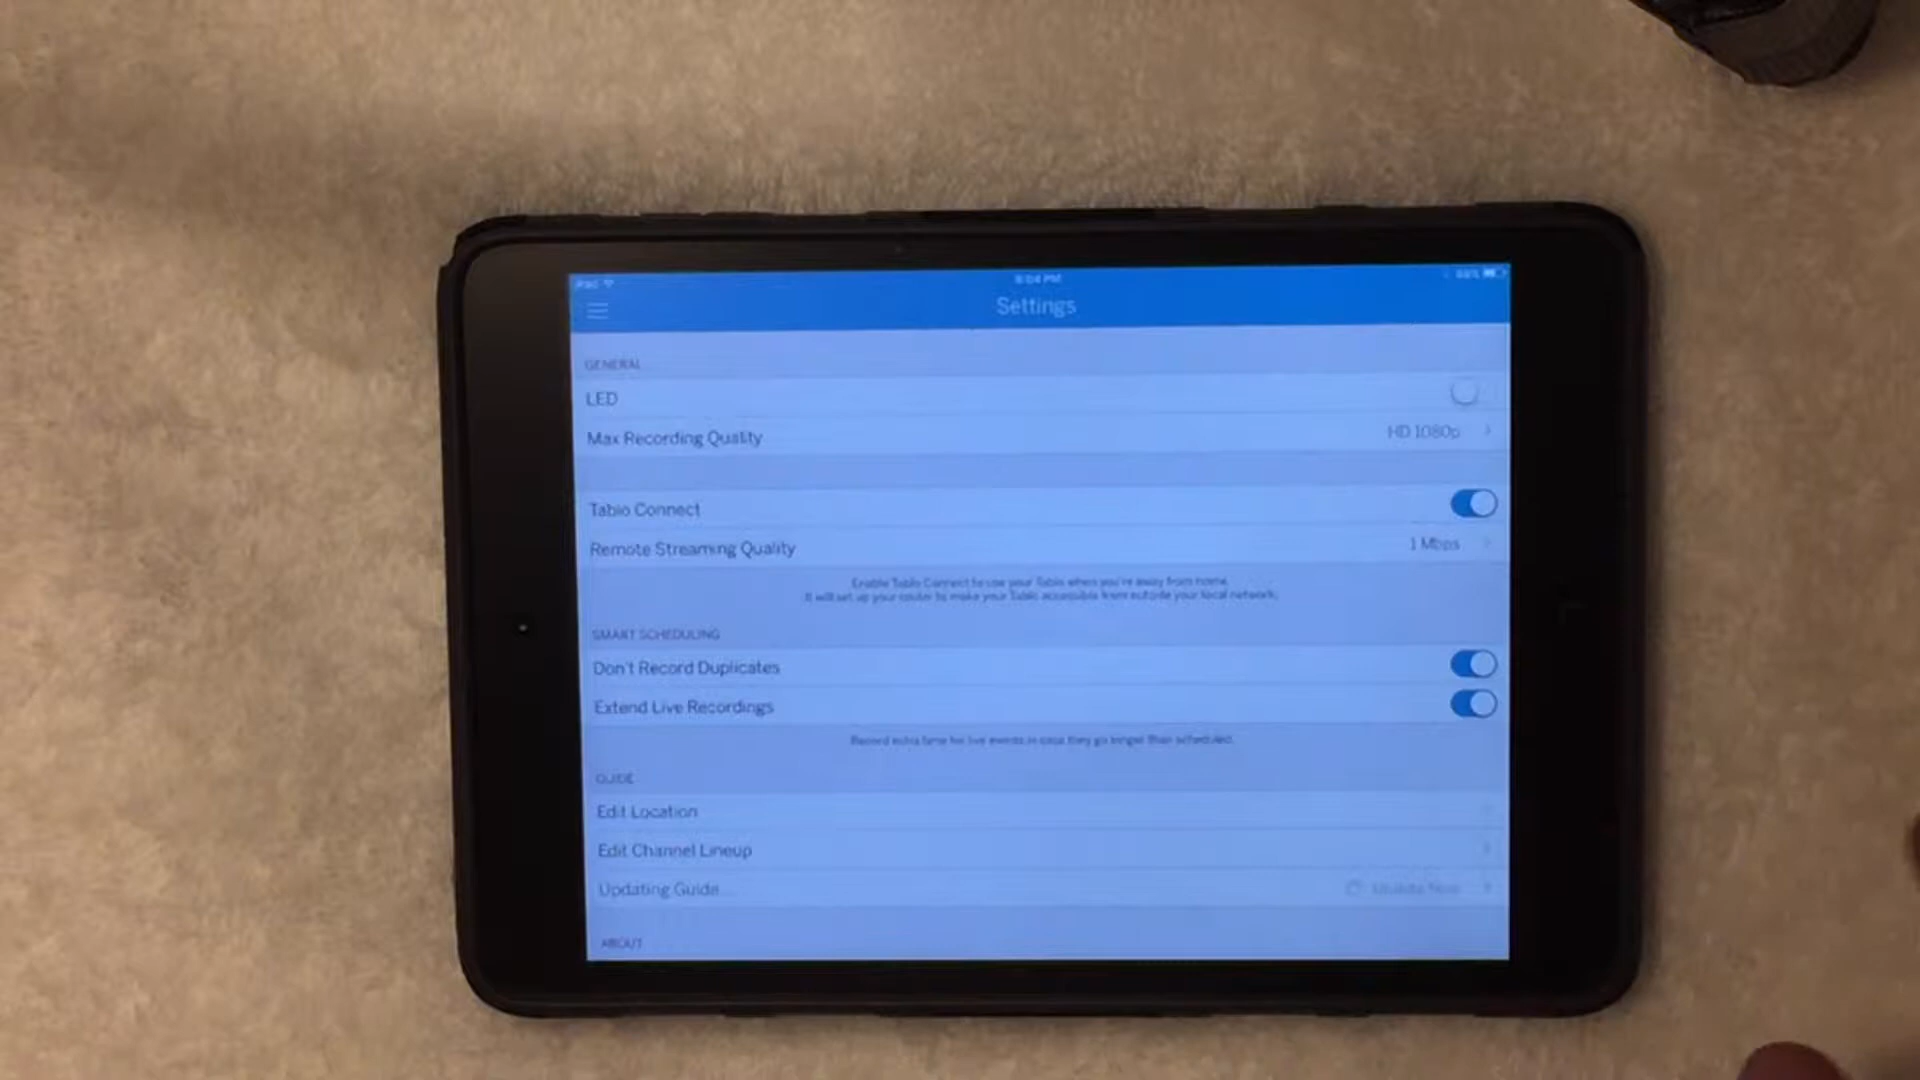 iPad
Settings
GENERAL
LED
Max Recording Quality HD 1080p
Tablo Connect
Remote Streaming Quality 1 Mbps
Enable Tablo Connect to use your Tablo when you're away from home.
It will set up your router to make your Tablo accessible from outside your local network.
SMART SCHEDULING
Don't Record Duplicates
Extend Live Recordings
Record extra time for live events in case they go longer than scheduled.
GUIDE
Edit Location
Edit Channel Lineup
Updating Guide... Update Now
ABOUT